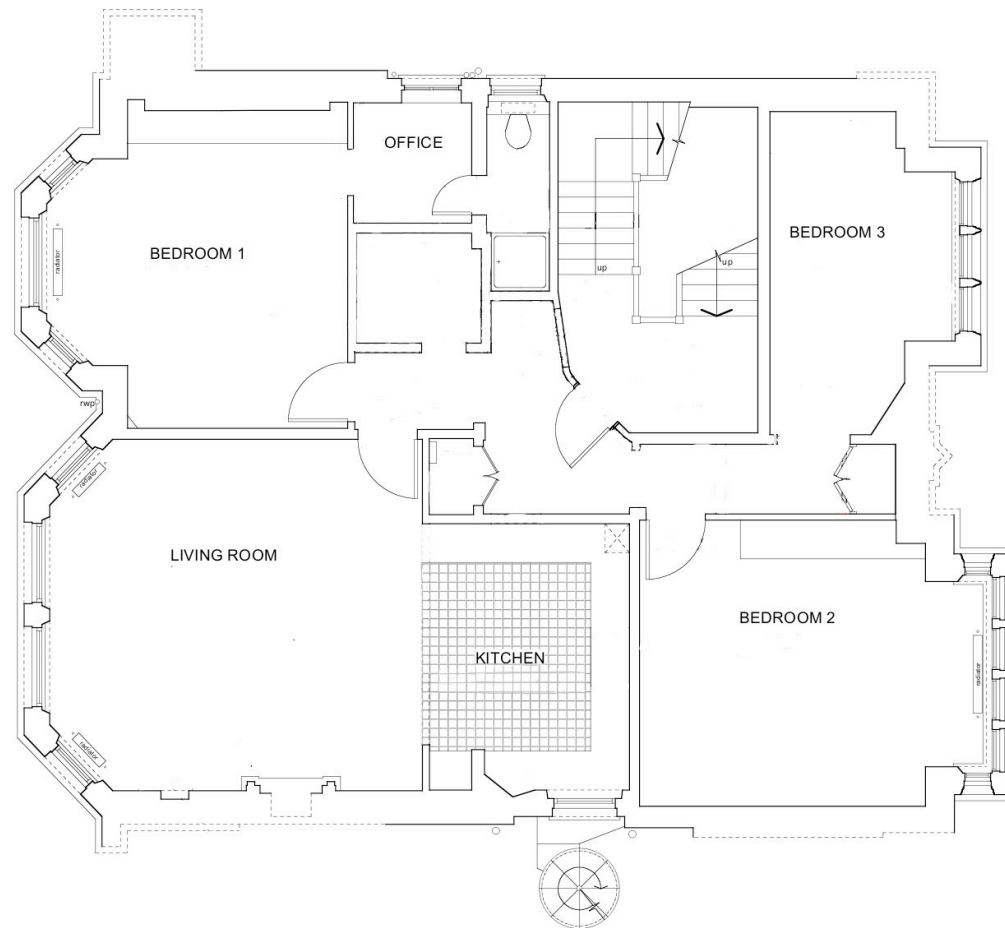 OFFICE
BEDROOM 1
BEDROOM 3
radiator
up
up
rwp
radiator
LIVING ROOM
BEDROOM 2
KITCHEN
radiator
radiator